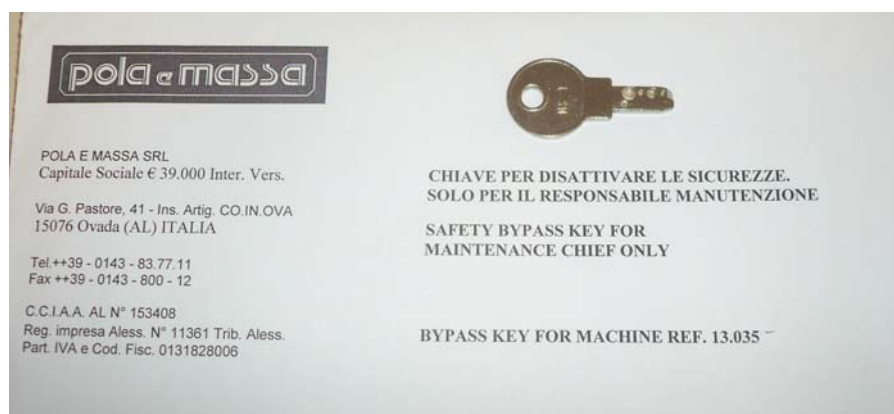 pola e massa
POLA E MASSA SRL
Capitale Sociale € 39.000 Inter. Vers.
Via G. Pastore, 41 - Ins. Artig. CO.IN.OVA
15076 Ovada (AL) ITALIA
Tel.++39 - 0143 - 83.77.11
Fax ++39 - 0143 - 800 - 12
C.C.I.A.A. AL N° 153408
Reg. impresa Aless. N° 11361 Trib. Aless.
Part. IVA e Cod. Fisc. 0131828006
CHIAVE PER DISATTIVARE LE SICUREZZE.
SOLO PER IL RESPONSABILE MANUTENZIONE
SAFETY BYPASS KEY FOR
MAINTENANCE CHIEF ONLY
BYPASS KEY FOR MACHINE REF. 13.035